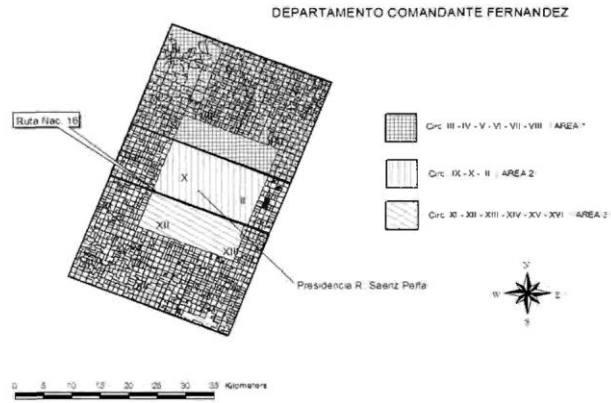 DEPARTAMENTO COMANDANTE FERNANDEZ
Ruta Nac. 16
Circ. III - IV - V - VI - VII - VIII : AREA 1
X
II
Circ. IX - X - II : AREA 2
XII
XIII
Circ. XI - XII - XIII - XIV - XV - XVI : AREA 3
Presidencia R. Saenz Peña
N
W E
S
0 5 10 15 20 25 30 35 Kilometers